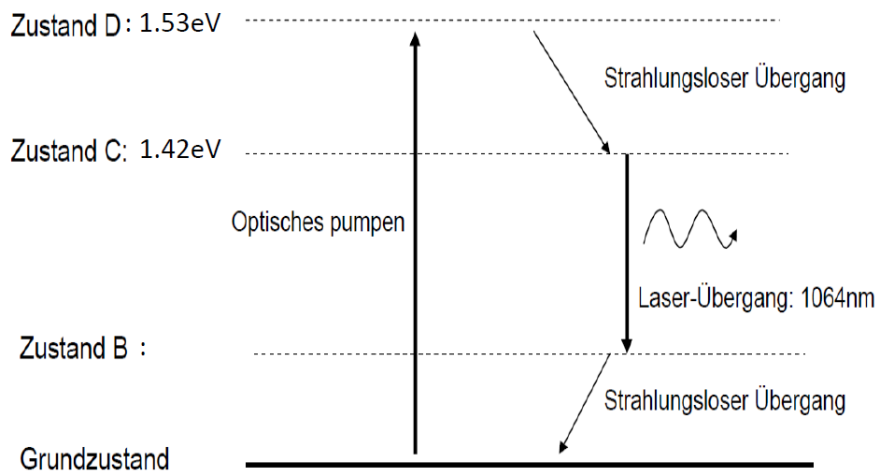 Zustand D: 1.53eV
Strahlungsloser Übergang
Zustand C: 1.42eV
Optisches pumpen
Laser-Übergang: 1064nm
Zustand B :
Strahlungsloser Übergang
Grundzustand